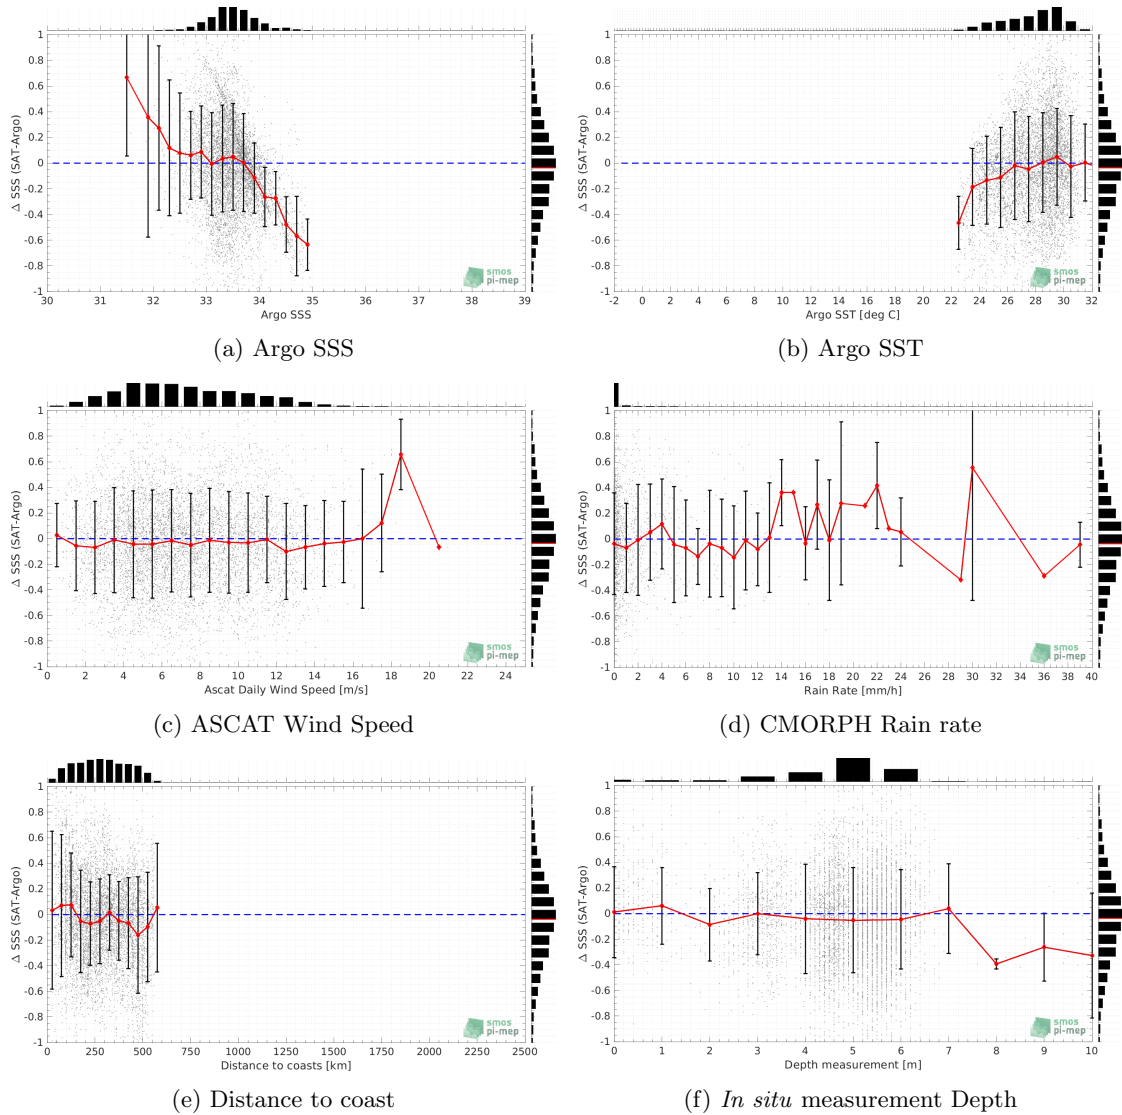 1
0.8
0.6
0.4
0.2
0
-0.2
-0.4
-0.6
-0.8
-1
Δ SSS (SAT-Argo)
30 31 32 33 34 35 36 37 38 39
Argo SSS
smos
pi-mep
(a) Argo SSS
1
0.8
0.6
0.4
0.2
0
-0.2
-0.4
-0.6
-0.8
-1
Δ SSS (SAT-Argo)
-2 0 2 4 6 8 10 12 14 16 18 20 22 24 26 28 30 32
Argo SST [deg C]
smos
pi-mep
(b) Argo SST
1
0.8
0.6
0.4
0.2
0
-0.2
-0.4
-0.6
-0.8
-1
Δ SSS (SAT-Argo)
0 2 4 6 8 10 12 14 16 18 20 22 24
Ascat Daily Wind Speed [m/s]
smos
pi-mep
(c) ASCAT Wind Speed
1
0.8
0.6
0.4
0.2
0
-0.2
-0.4
-0.6
-0.8
-1
Δ SSS (SAT-Argo)
0 2 4 6 8 10 12 14 16 18 20 22 24 26 28 30 32 34 36 38 40
Rain Rate [mm/h]
smos
pi-mep
(d) CMORPH Rain rate
1
0.8
0.6
0.4
0.2
0
-0.2
-0.4
-0.6
-0.8
-1
Δ SSS (SAT-Argo)
0 250 500 750 1000 1250 1500 1750 2000 2250 2500
Distance to coasts [km]
smos
pi-mep
(e) Distance to coast
1
0.8
0.6
0.4
0.2
0
-0.2
-0.4
-0.6
-0.8
-1
Δ SSS (SAT-Argo)
0 1 2 3 4 5 6 7 8 9 10
Depth measurement [m]
smos
pi-mep
(f) In situ measurement Depth